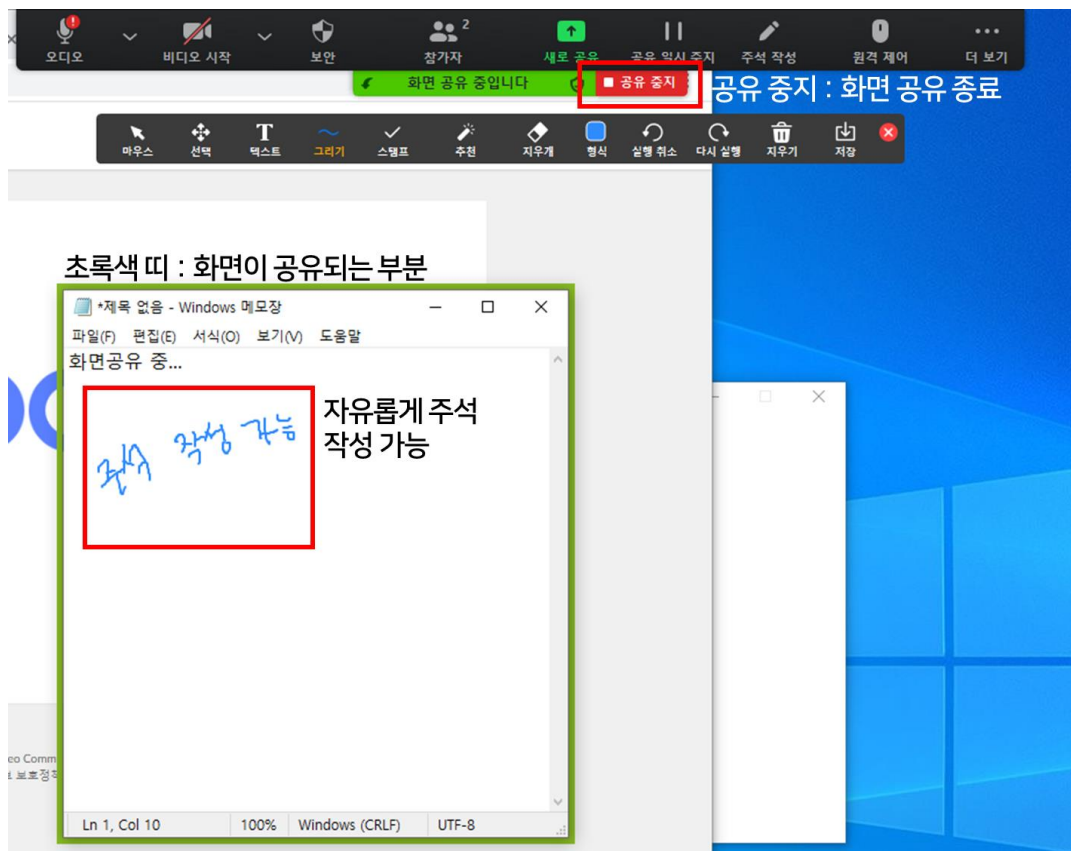 2
오디오
비디오 시작
보안
참가자
새로 공유
공유 일시 중지
주석 작성
원격 제어
더 보기
화면 공유 중입니다
공유 중지
공유 중지 : 화면 공유 종료
마우스
선택
T
텍스트
그리기
스탬프
추천
지우개
형식
실행 취소
다시 실행
지우기
저장
초록색 띠 : 화면이 공유되는 부분
*제목 없음 - Windows 메모장
파일(F) 편집(E) 서식(O) 보기(V) 도움말
화면공유 중...
주석 작성 가능
자유롭게 주석
작성 가능
eo Comm
보호정책
Ln 1, Col 10 100% Windows (CRLF) UTF-8